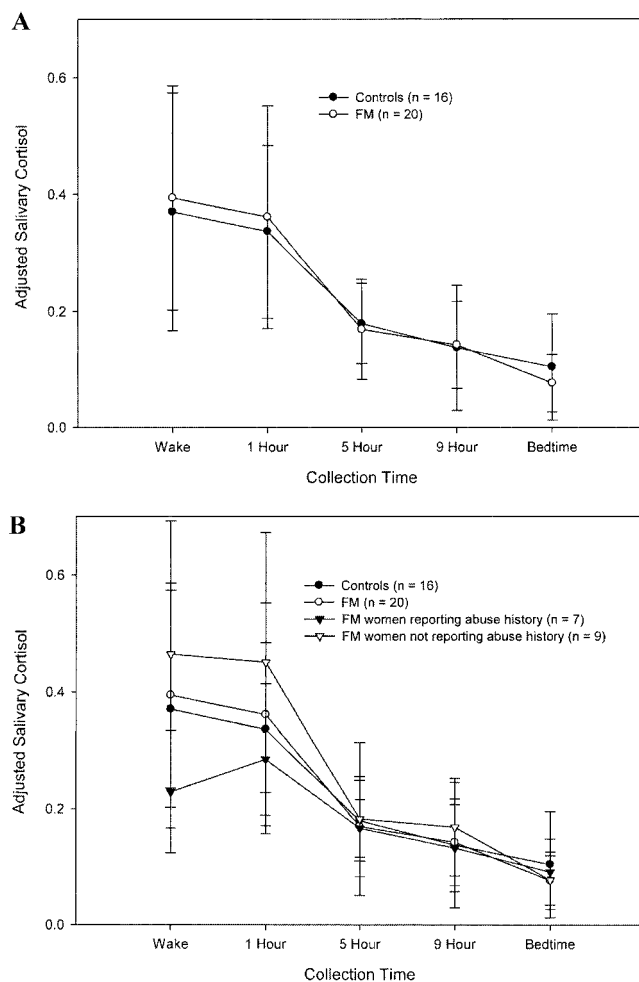 A
Adjusted Salivary Cortisol
0.6
0.4
0.2
0.0
Controls (n = 16)
FM (n = 20)
Wake
1 Hour
5 Hour
9 Hour
Bedtime
Collection Time
B
Adjusted Salivary Cortisol
0.6
0.4
0.2
0.0
Controls (n = 16)
FM (n = 20)
FM women reporting abuse history (n = 7)
FM women not reporting abuse history (n = 9)
Wake
1 Hour
5 Hour
9 Hour
Bedtime
Collection Time